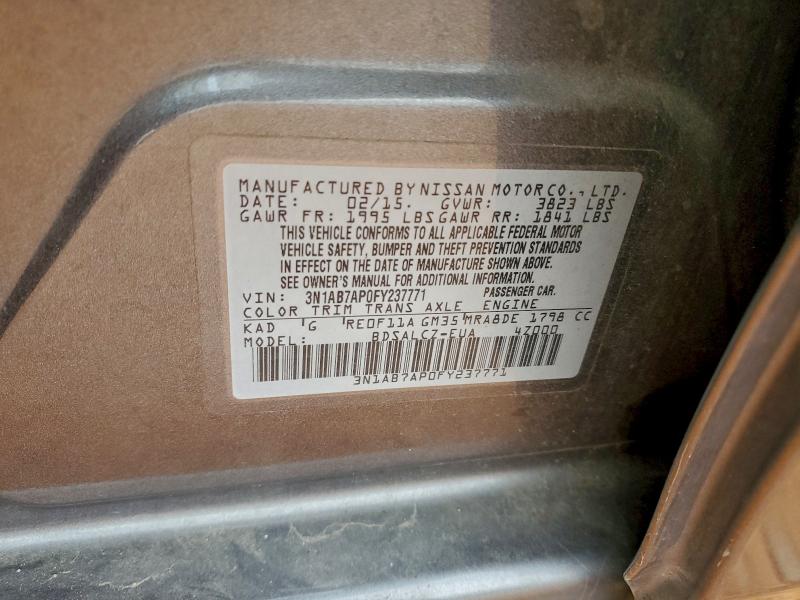 MANUFACTURED BY NISSAN MOTOR CO., LTD.
DATE: 02/15. GVWR: 3823 LBS
GAWR FR: 1995 LBS GAWR RR: 1841 LBS
THIS VEHICLE CONFORMS TO ALL APPLICABLE FEDERAL MOTOR
VEHICLE SAFETY, BUMPER AND THEFT PREVENTION STANDARDS
IN EFFECT ON THE DATE OF MANUFACTURE SHOWN ABOVE.
SEE OWNER'S MANUAL FOR ADDITIONAL INFORMATION.
VIN: 3N1AB7AP0FY237771 PASSENGER CAR.
COLOR TRIM TRANS AXLE ENGINE
KAD G RE0F11A GM35 MRA8DE 1798 CC
MODEL: BDSALCZ-EUA 4Z000
3N1AB7AP0FY237771